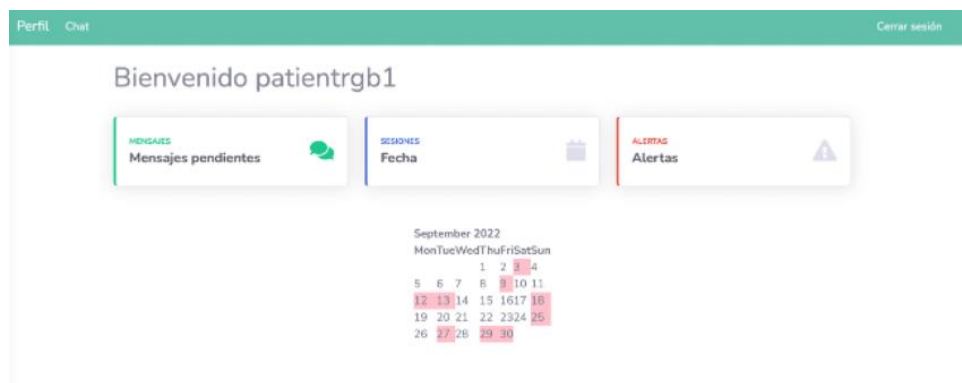 Perfil Chat Cerrar sesión
Bienvenido patientrgb1
MENSAJES
Mensajes pendientes
SESIONES
Fecha
ALERTAS
Alertas
September 2022
MonTueWedThuFriSatSun
1 2 3 4
5 6 7 8 9 10 11
12 13 14 15 1617 18
19 20 21 22 2324 25
26 27 28 29 30